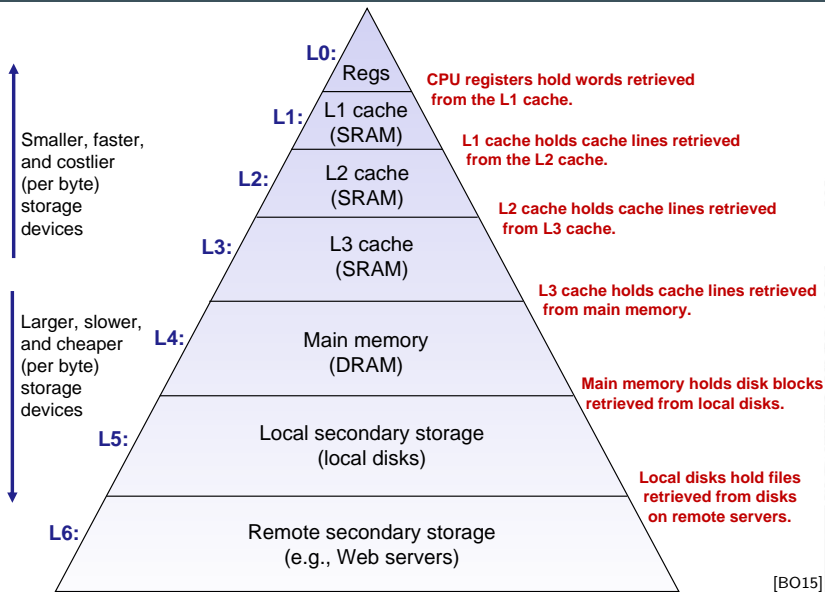 L0:
Regs
CPU registers hold words retrieved
from the L1 cache.
L1:
L1 cache
(SRAM)
L1 cache holds cache lines retrieved
from the L2 cache.
Smaller, faster,
and costlier
(per byte)
storage
devices
L2:
L2 cache
(SRAM)
L2 cache holds cache lines retrieved
from L3 cache.
L3:
L3 cache
(SRAM)
L3 cache holds cache lines retrieved
from main memory.
Larger, slower,
and cheaper
(per byte)
storage
devices
L4:
Main memory
(DRAM)
Main memory holds disk blocks
retrieved from local disks.
L5:
Local secondary storage
(local disks)
Local disks hold files
retrieved from disks
on remote servers.
L6:
Remote secondary storage
(e.g., Web servers)
[BO15]